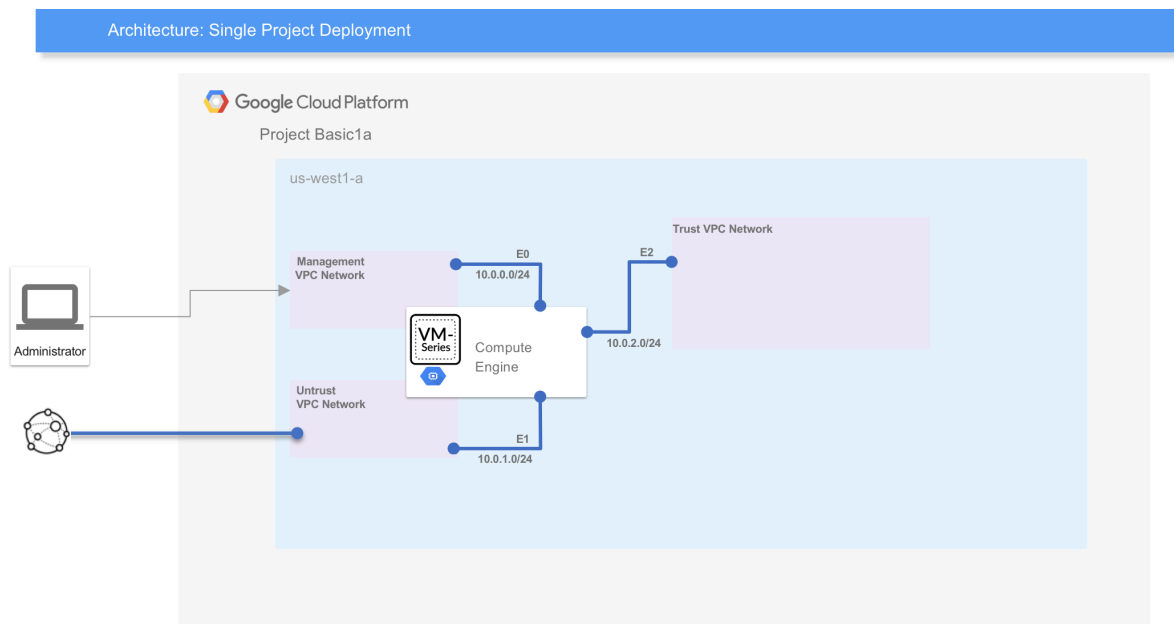 Architecture: Single Project Deployment
Google Cloud Platform
Project Basic1a
us-west1-a
Management
VPC Network
E0
10.0.0.0/24
Trust VPC Network
E2
10.0.2.0/24
Administrator
VM-
Series
Compute
Engine
Untrust
VPC Network
E1
10.0.1.0/24